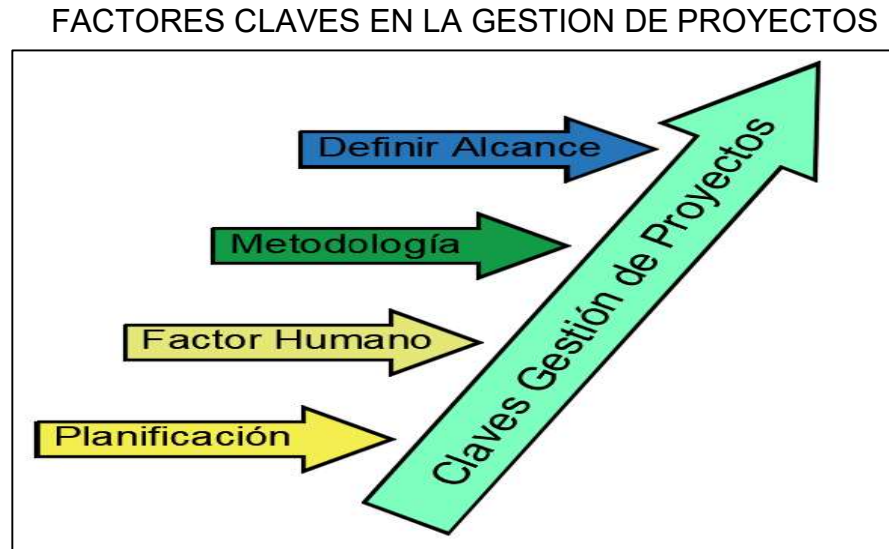 FACTORES CLAVES EN LA GESTION DE PROYECTOS
Definir Alcance
Metodología
Factor Humano
Planificación
Claves Gestión de Proyectos